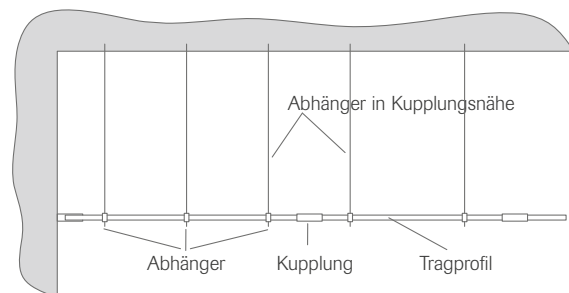 Abhänger in Kupplungsnähe
Abhänger
Kupplung
Tragprofil